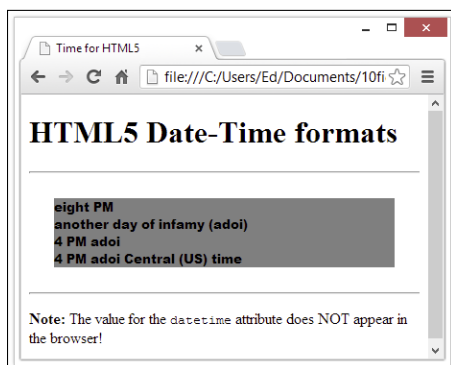 Time for HTML5
file:///C:/Users/Ed/Documents/10fi
HTML5 Date-Time formats
eight PM
another day of infamy (adoi)
4 PM adoi
4 PM adoi Central (US) time
Note: The value for the datetime attribute does NOT appear in
the browser!